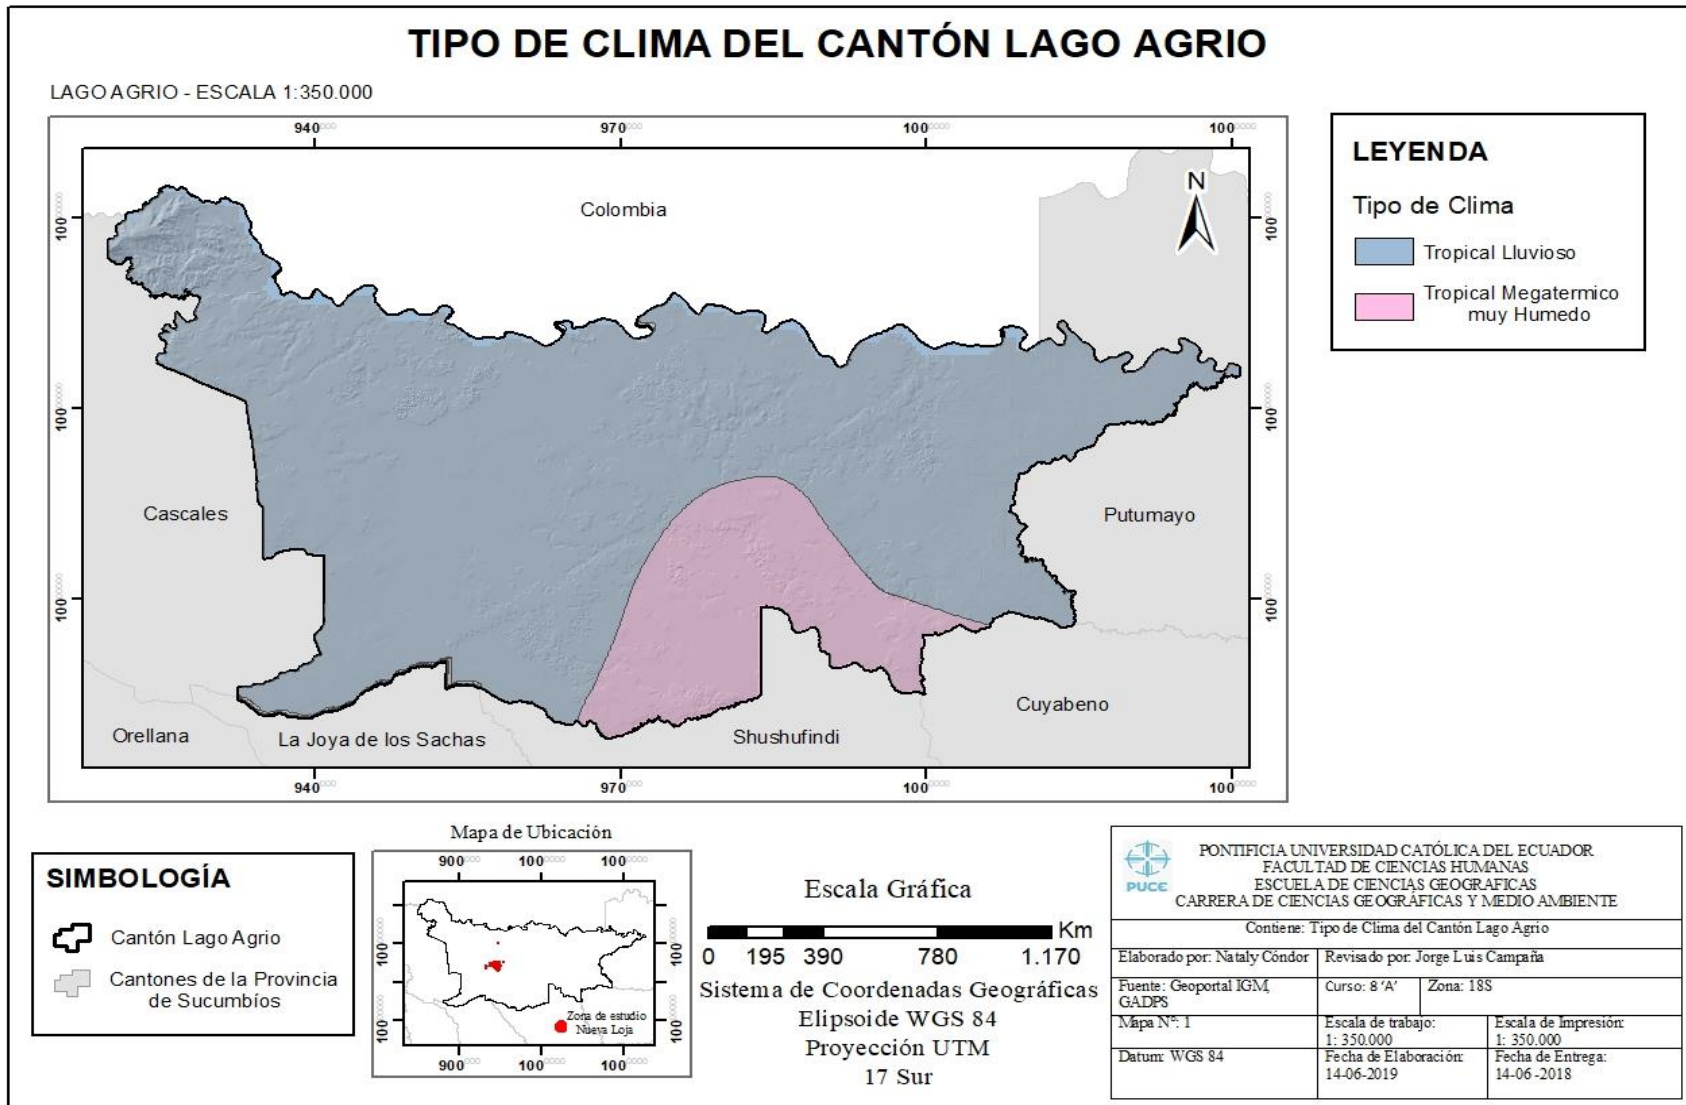 TIPO DE CLIMA DEL CANTÓN LAGO AGRIO
LAGO AGRIO - ESCALA 1:350.000
940 970 100 100
100
100
100
100
100
100
Colombia
N
Cascales
Putumayo
Orellana
La Joya de los Sachas
Shushufindi
Cuyabeno
940 970 100 100
LEYENDA
Tipo de Clima
Tropical Lluvioso
Tropical Megatermico
muy Humedo
SIMBOLOGÍA
Cantón Lago Agrio
Cantones de la Provincia
de Sucumbíos
Mapa de Ubicación
900 100 100
100
100
100
100
Zona de estudio
Nueva Loja
900 100 100
Escala Gráfica
Km
0 195 390 780 1.170
Sistema de Coordenadas Geográficas
Elipsoide WGS 84
Proyección UTM
17 Sur
PUCE
PONTIFICIA UNIVERSIDAD CATÓLICA DEL ECUADOR
FACULTAD DE CIENCIAS HUMANAS
ESCUELA DE CIENCIAS GEOGRAFICAS
CARRERA DE CIENCIAS GEOGRÁFICAS Y MEDIO AMBIENTE
Contiene: Tipo de Clima del Cantón Lago Agrio
Elaborado por: Nataly Cóndor
Revisado por: Jorge Luis Campaña
Fuente: Geoportal IGM,
GADPS
Curso: 8 'A'
Zona: 18S
Mapa N°: 1
Escala de trabajo:
1: 350.000
Escala de Impresión:
1: 350.000
Datum: WGS 84
Fecha de Elaboración:
14-06-2019
Fecha de Entrega:
14-06 -2018